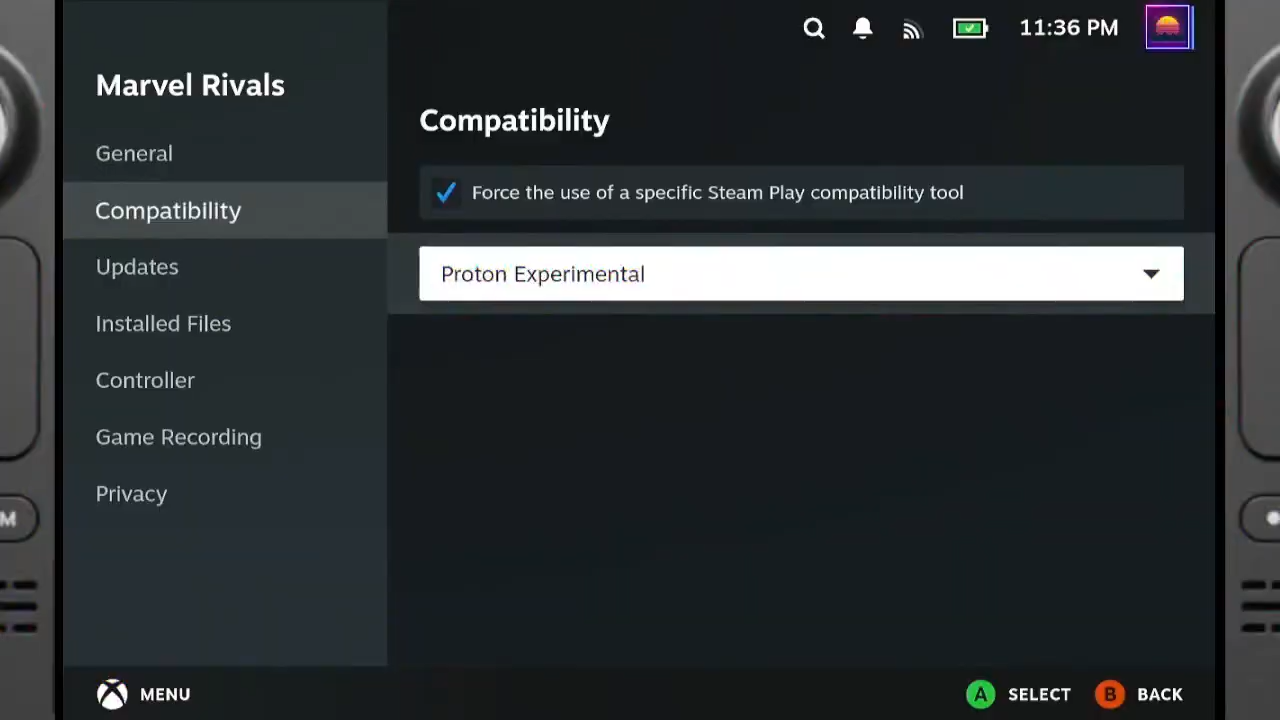 11:36 PM
Marvel Rivals
General
Compatibility
Updates
Installed Files
Controller
Game Recording
Privacy
Compatibility
Force the use of a specific Steam Play compatibility tool
Proton Experimental
M
MENU
A SELECT
B BACK